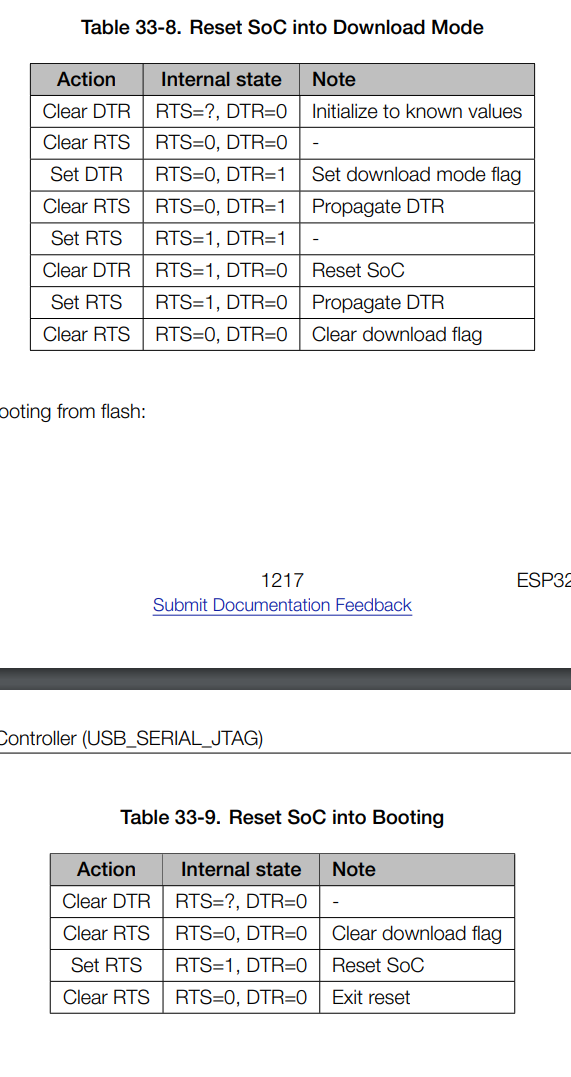 Table 33-8. Reset SoC into Download Mode
Action Internal state Note
Clear DTR RTS=?, DTR=0 Initialize to known values
Clear RTS RTS=0, DTR=0 -
Set DTR RTS=0, DTR=1 Set download mode flag
Clear RTS RTS=0, DTR=1 Propagate DTR
Set RTS RTS=1, DTR=1 -
Clear DTR RTS=1, DTR=0 Reset SoC
Set RTS RTS=1, DTR=0 Propagate DTR
Clear RTS RTS=0, DTR=0 Clear download flag
ooting from flash:
1217 ESP32
Submit Documentation Feedback
Controller (USB_SERIAL_JTAG)
Table 33-9. Reset SoC into Booting
Action Internal state Note
Clear DTR RTS=?, DTR=0 -
Clear RTS RTS=0, DTR=0 Clear download flag
Set RTS RTS=1, DTR=0 Reset SoC
Clear RTS RTS=0, DTR=0 Exit reset